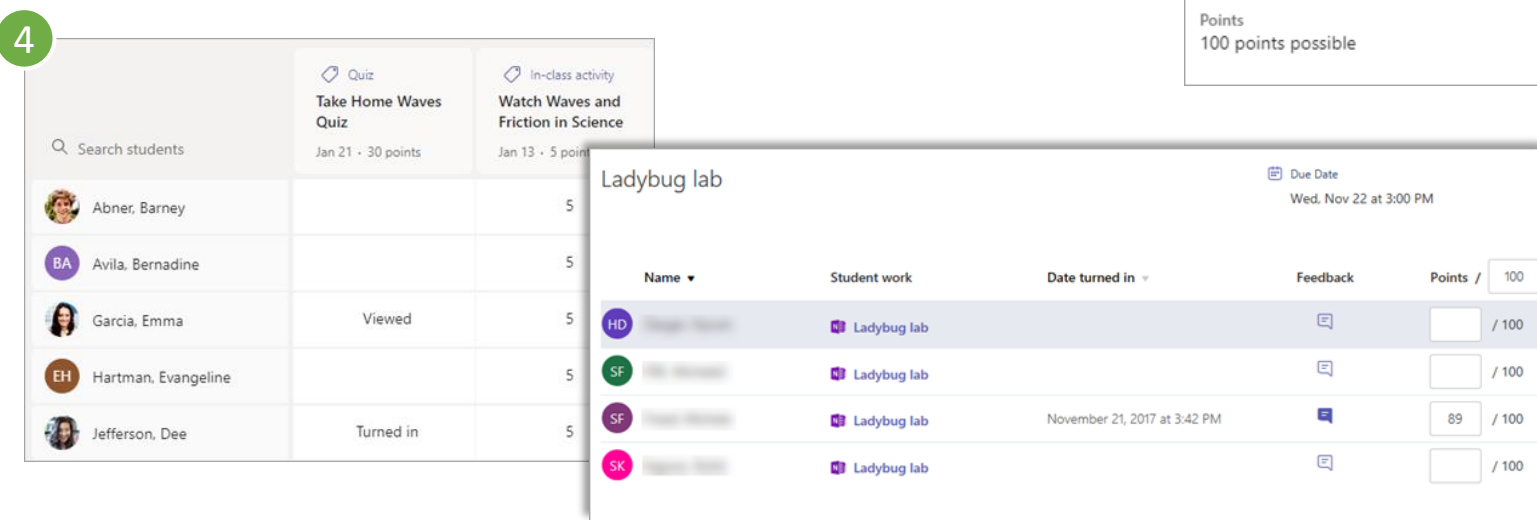 4
Points
100 points possible
Quiz
Take Home Waves
Quiz
Jan 21 • 30 points
In-class activity
Watch Waves and
Friction in Science
Jan 13 • 5 point
Search students
Abner, Barney
5
BA Avila, Bernadine
5
Garcia, Emma
Viewed
5
EH Hartman, Evangeline
5
Jefferson, Dee
Turned in
5
Ladybug lab
Due Date
Wed, Nov 22 at 3:00 PM
Name Student work Date turned in Feedback Points / 100
HD N Ladybug lab / 100
SF N Ladybug lab / 100
SF N Ladybug lab November 21, 2017 at 3:42 PM 89 / 100
SK N Ladybug lab / 100